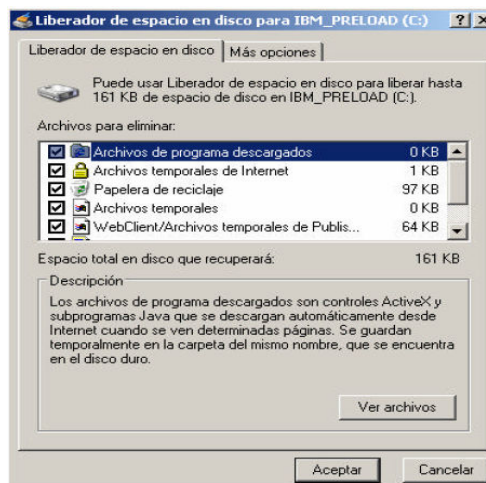 Liberador de espacio en disco para IBM_PRELOAD (C:)
Liberador de espacio en disco
Más opciones
Puede usar Liberador de espacio en disco para liberar hasta
161 KB de espacio de disco en IBM_PRELOAD (C:).
Archivos para eliminar:
Archivos de programa descargados 0 KB
Archivos temporales de Internet 1 KB
Papelera de reciclaje 97 KB
Archivos temporales 0 KB
WebClient/Archivos temporales de Publis... 64 KB
Espacio total en disco que recuperará: 161 KB
Descripción
Los archivos de programa descargados son controles ActiveX y
subprogramas Java que se descargan automáticamente desde
Internet cuando se ven determinadas páginas. Se guardan
temporalmente en la carpeta del mismo nombre, que se encuentra
en el disco duro.
Ver archivos
Aceptar
Cancelar